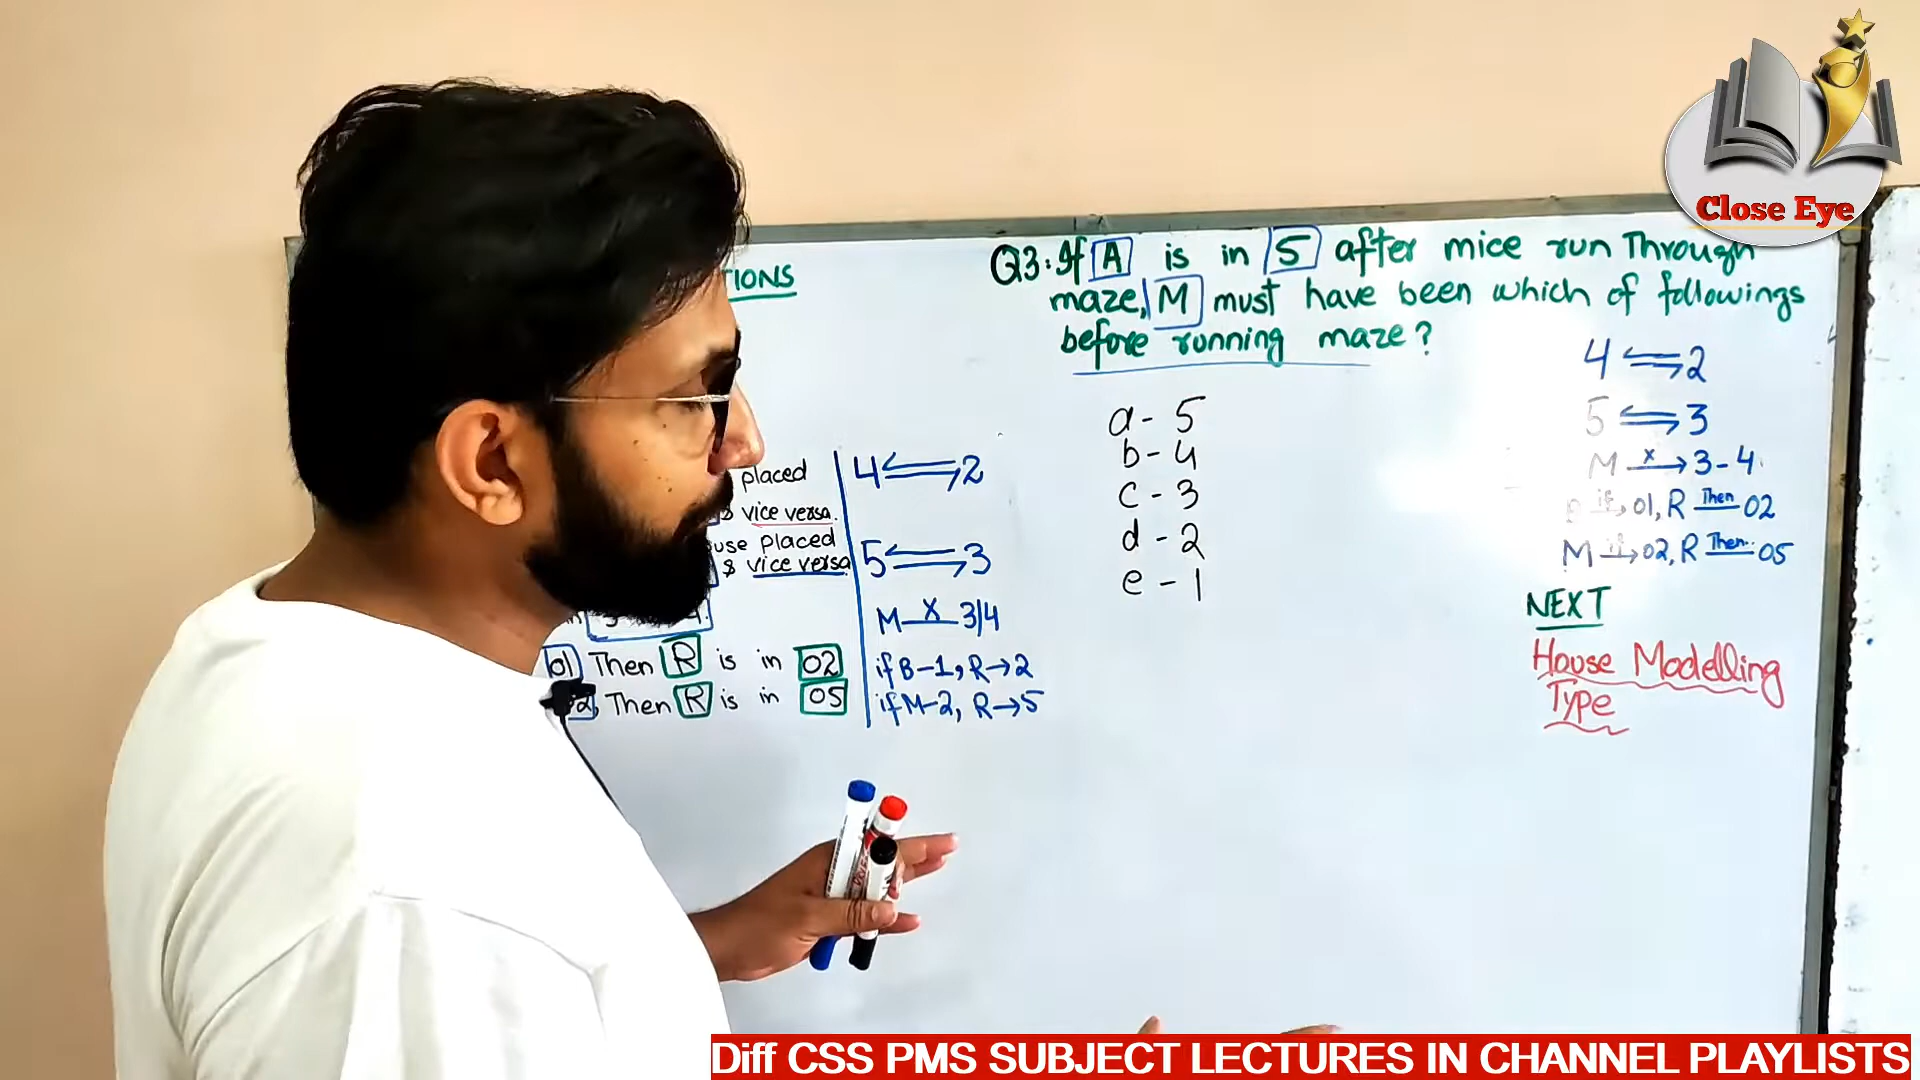 Close Eye
TIONS
placed
vice versa.
use placed
& vice versa
01 Then R is in 02
Then R is in 05
4 ⇌ 2
5 ⇌ 3
M X 3/4
if B-1, R→2
if M-2, R→5
Q3: If A is in 5 after mice run Through
maze, M must have been which of followings
before running maze?
a - 5
b - 4
c - 3
d - 2
e - 1
4 ⇌ 2
5 ⇌ 3
M x→ 3-4
if→ 01, R Then 02
M if→ 02, R Then 05
NEXT
House Modelling
Type
Diff CSS PMS SUBJECT LECTURES IN CHANNEL PLAYLISTS